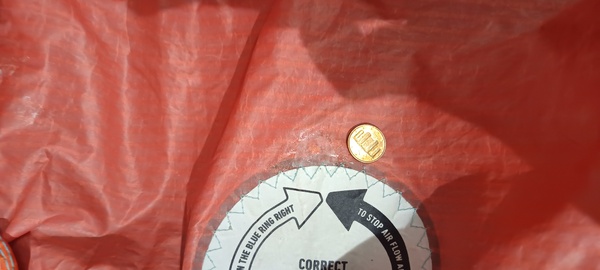 N THE BLUE RING RIGHT
TO STOP AIR FLOW A
CORRECT